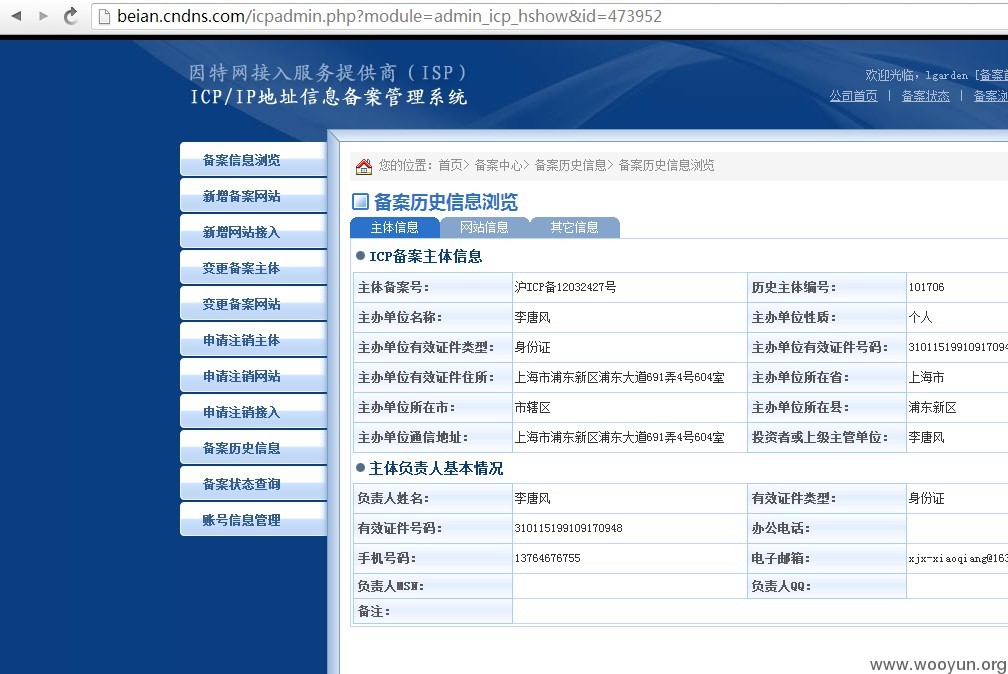 beian.cndns.com/icpadmin.php?module=admin_icp_hshow&id=473952
因特网接入服务提供商（ISP）
ICP/IP地址信息备案管理系统
欢迎光临，lgarden [备案
公司首页 | 备案状态 | 备案
备案信息浏览
新增备案网站
新增网站接入
变更备案主体
变更备案网站
申请注销主体
申请注销网站
申请注销接入
备案历史信息
备案状态查询
账号信息管理
您的位置：首页> 备案中心> 备案历史信息> 备案历史信息浏览
备案历史信息浏览
主体信息 网站信息 其它信息
ICP备案主体信息
主体备案号： 沪ICP备12032427号 历史主体编号： 101706
主办单位名称： 李唐风 主办单位性质： 个人
主办单位有效证件类型： 身份证 主办单位有效证件号码： 3101151991091709
主办单位有效证件住所： 上海市浦东新区浦东大道691弄4号604室 主办单位所在省： 上海市
主办单位所在市： 市辖区 主办单位所在县： 浦东新区
主办单位通信地址： 上海市浦东新区浦东大道691弄4号604室 投资者或上级主管单位： 李唐风
主体负责人基本情况
负责人姓名： 李唐风 有效证件类型： 身份证
有效证件号码： 310115199109170948 办公电话：
手机号码： 13764676755 电子邮箱： xjx-xiaoqiang@163
负责人MSN： 负责人QQ：
备注：
www.wooyun.org